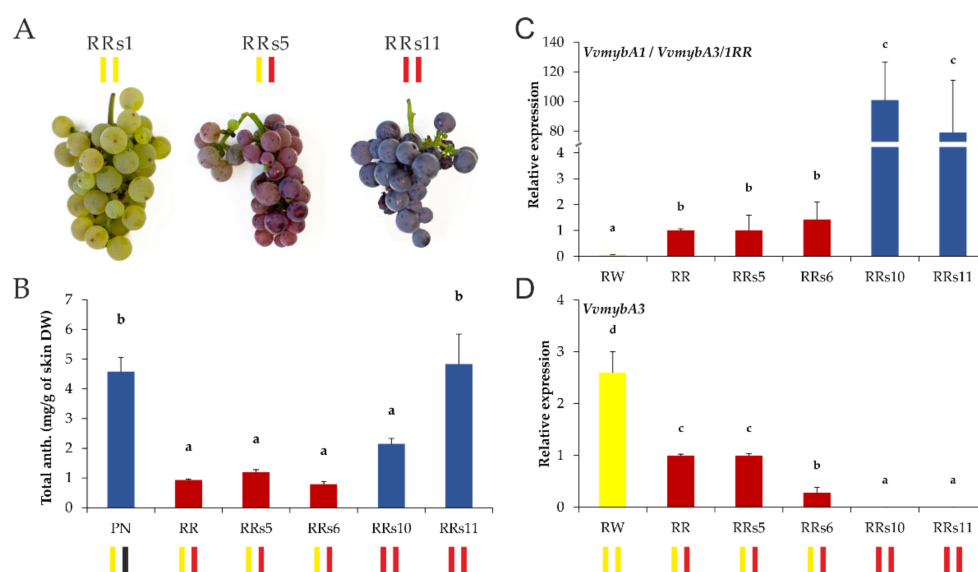 A
RRs1 RRs5 RRs11
B
Total anth. (mg/g of skin DW)
7
6
5
4
3
2
1
0
b
a
a
a
a
b
PN RR RRs5 RRs6 RRs10 RRs11
C
VvmybA1 / VvmybA3/1RR
Relative expression
140
120
100
80
60
4
3
2
1
0
a
b
b
b
c
c
RW RR RRs5 RRs6 RRs10 RRs11
D
VvmybA3
Relative expression
4
3
2
1
0
d
c
c
b
a
a
RW RR RRs5 RRs6 RRs10 RRs11